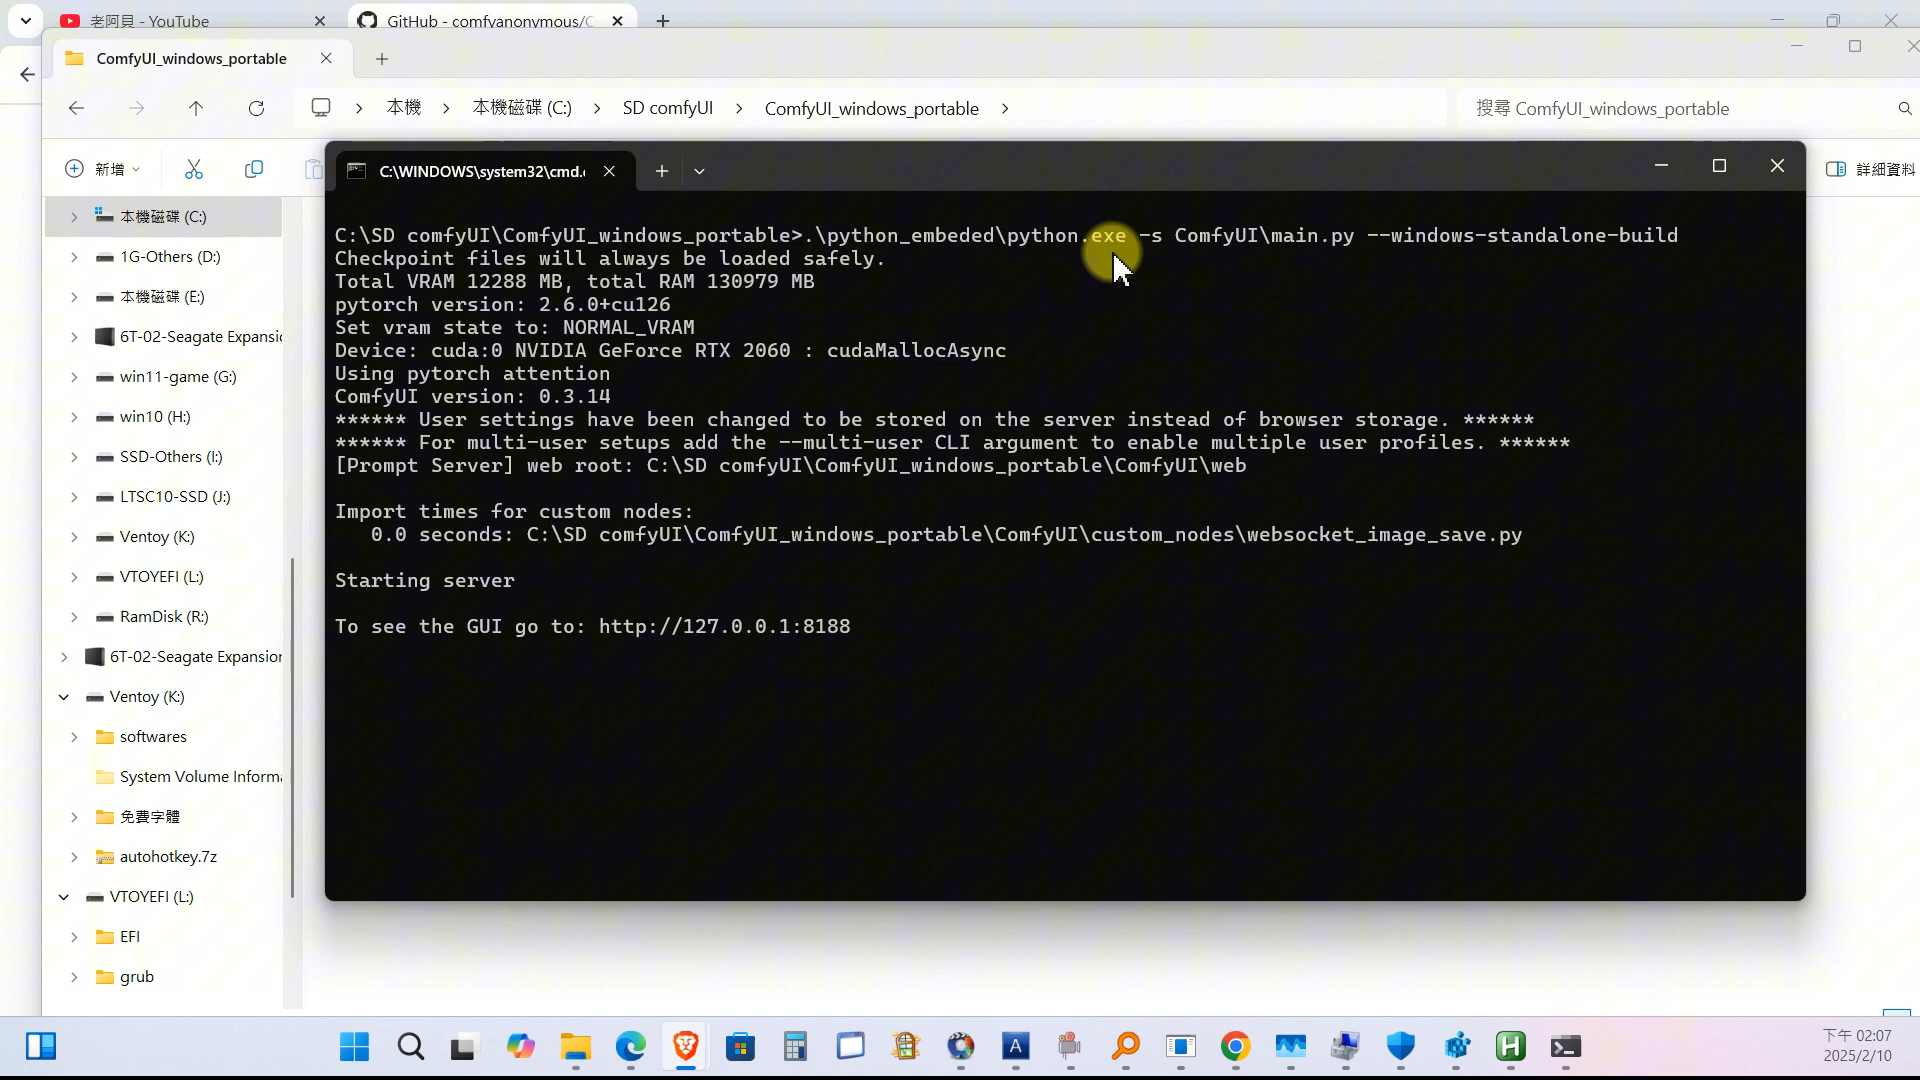 老阿貝 - YouTube
GitHub - comfyanonymous/C
ComfyUI_windows_portable
本機
本機磁碟 (C:)
SD comfyUI
ComfyUI_windows_portable
搜尋 ComfyUI_windows_portable
新增
詳細資料
C:\WINDOWS\system32\cmd.
本機磁碟 (C:)
1G-Others (D:)
本機磁碟 (E:)
6T-02-Seagate Expansi
win11-game (G:)
win10 (H:)
SSD-Others (I:)
LTSC10-SSD (J:)
Ventoy (K:)
VTOYEFI (L:)
RamDisk (R:)
6T-02-Seagate Expansion
Ventoy (K:)
softwares
System Volume Inform
免費字體
autohotkey.7z
VTOYEFI (L:)
EFI
grub
C:\SD comfyUI\ComfyUI_windows_portable>.\python_embeded\python.exe -s ComfyUI\main.py --windows-standalone-build
Checkpoint files will always be loaded safely.
Total VRAM 12288 MB, total RAM 130979 MB
pytorch version: 2.6.0+cu126
Set vram state to: NORMAL_VRAM
Device: cuda:0 NVIDIA GeForce RTX 2060 : cudaMallocAsync
Using pytorch attention
ComfyUI version: 0.3.14
****** User settings have been changed to be stored on the server instead of browser storage. ******
****** For multi-user setups add the --multi-user CLI argument to enable multiple user profiles. ******
[Prompt Server] web root: C:\SD comfyUI\ComfyUI_windows_portable\ComfyUI\web
Import times for custom nodes:
0.0 seconds: C:\SD comfyUI\ComfyUI_windows_portable\ComfyUI\custom_nodes\websocket_image_save.py
Starting server
To see the GUI go to: http://127.0.0.1:8188
下午 02:07
2025/2/10